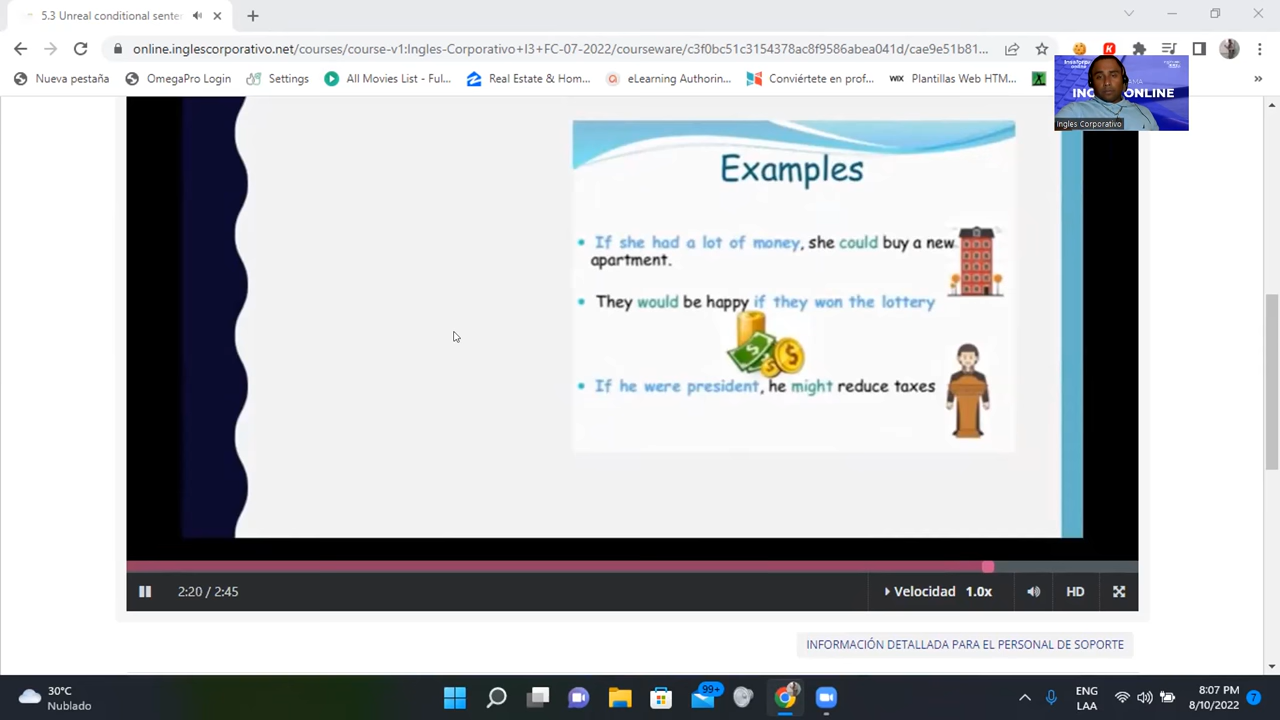 5.3 Unreal conditional sente
online.inglescorporativo.net/courses/course-v1:Ingles-Corporativo+I3+FC-07-2022/courseware/c3f0bc51c3154378ac8f9586abea041d/cae9e51b81...
Nueva pestaña
OmegaPro Login
Settings
All Movies List - Ful...
Real Estate & Hom...
eLearning Authorin...
Conviértete en prof...
WIX Plantillas Web HTM...
INGLES ONLINE
Ingles Corporativo
Examples
• If she had a lot of money, she could buy a new
apartment.
• They would be happy if they won the lottery
• If he were president, he might reduce taxes
2:20 / 2:45
Velocidad 1.0x
HD
INFORMACIÓN DETALLADA PARA EL PERSONAL DE SOPORTE
30°C
Nublado
99+
ENG
LAA
8:07 PM
8/10/2022
7